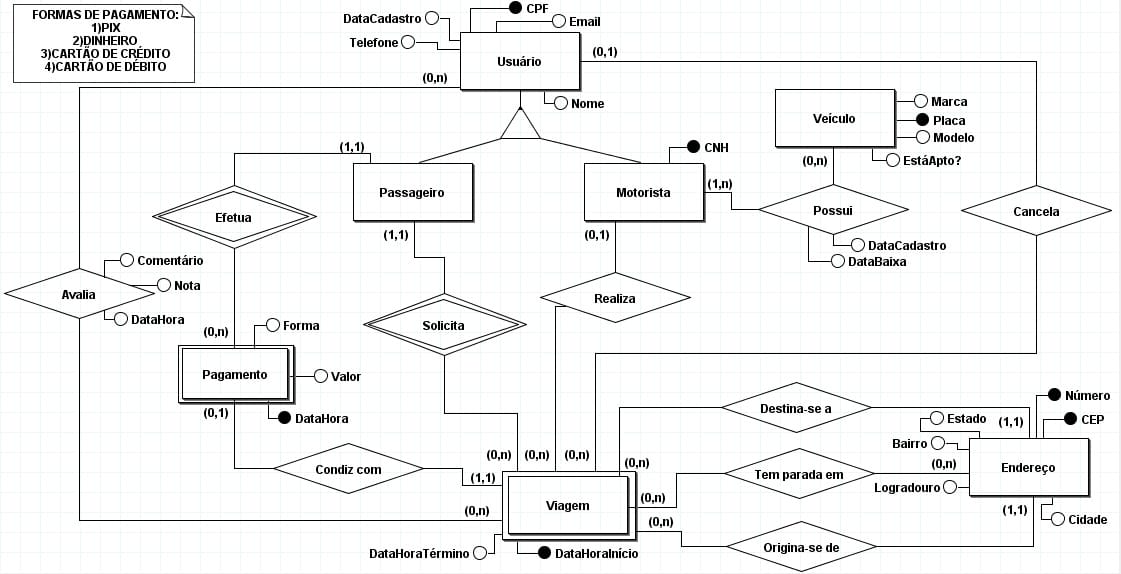 FORMAS DE PAGAMENTO:
1)PIX
2)DINHEIRO
3)CARTÃO DE CRÉDITO
4)CARTÃO DE DÉBITO
DataCadastro
CPF
Email
Telefone
Usuário
(0,1)
(0,n)
Nome
Veículo
Marca
Placa
Modelo
EstáApto?
(0,n)
(1,1)
CNH
Passageiro
Motorista
(1,n)
Efetua
Possui
Cancela
(1,1)
(0,1)
DataCadastro
DataBaixa
Comentário
Nota
Avalia
DataHora
Realiza
Solicita
(0,n)
Forma
Pagamento
Valor
(0,1)
DataHora
Destina-se a
Número
Estado
(1,1)
CEP
Bairro
Condiz com
(0,n)
(0,n)
(0,n)
(0,n)
(0,n)
Endereço
(1,1)
Tem parada em
Logradouro
(0,n)
Viagem
(0,n)
(0,n)
(1,1)
Cidade
DataHoraTérmino
DataHoraInício
Origina-se de